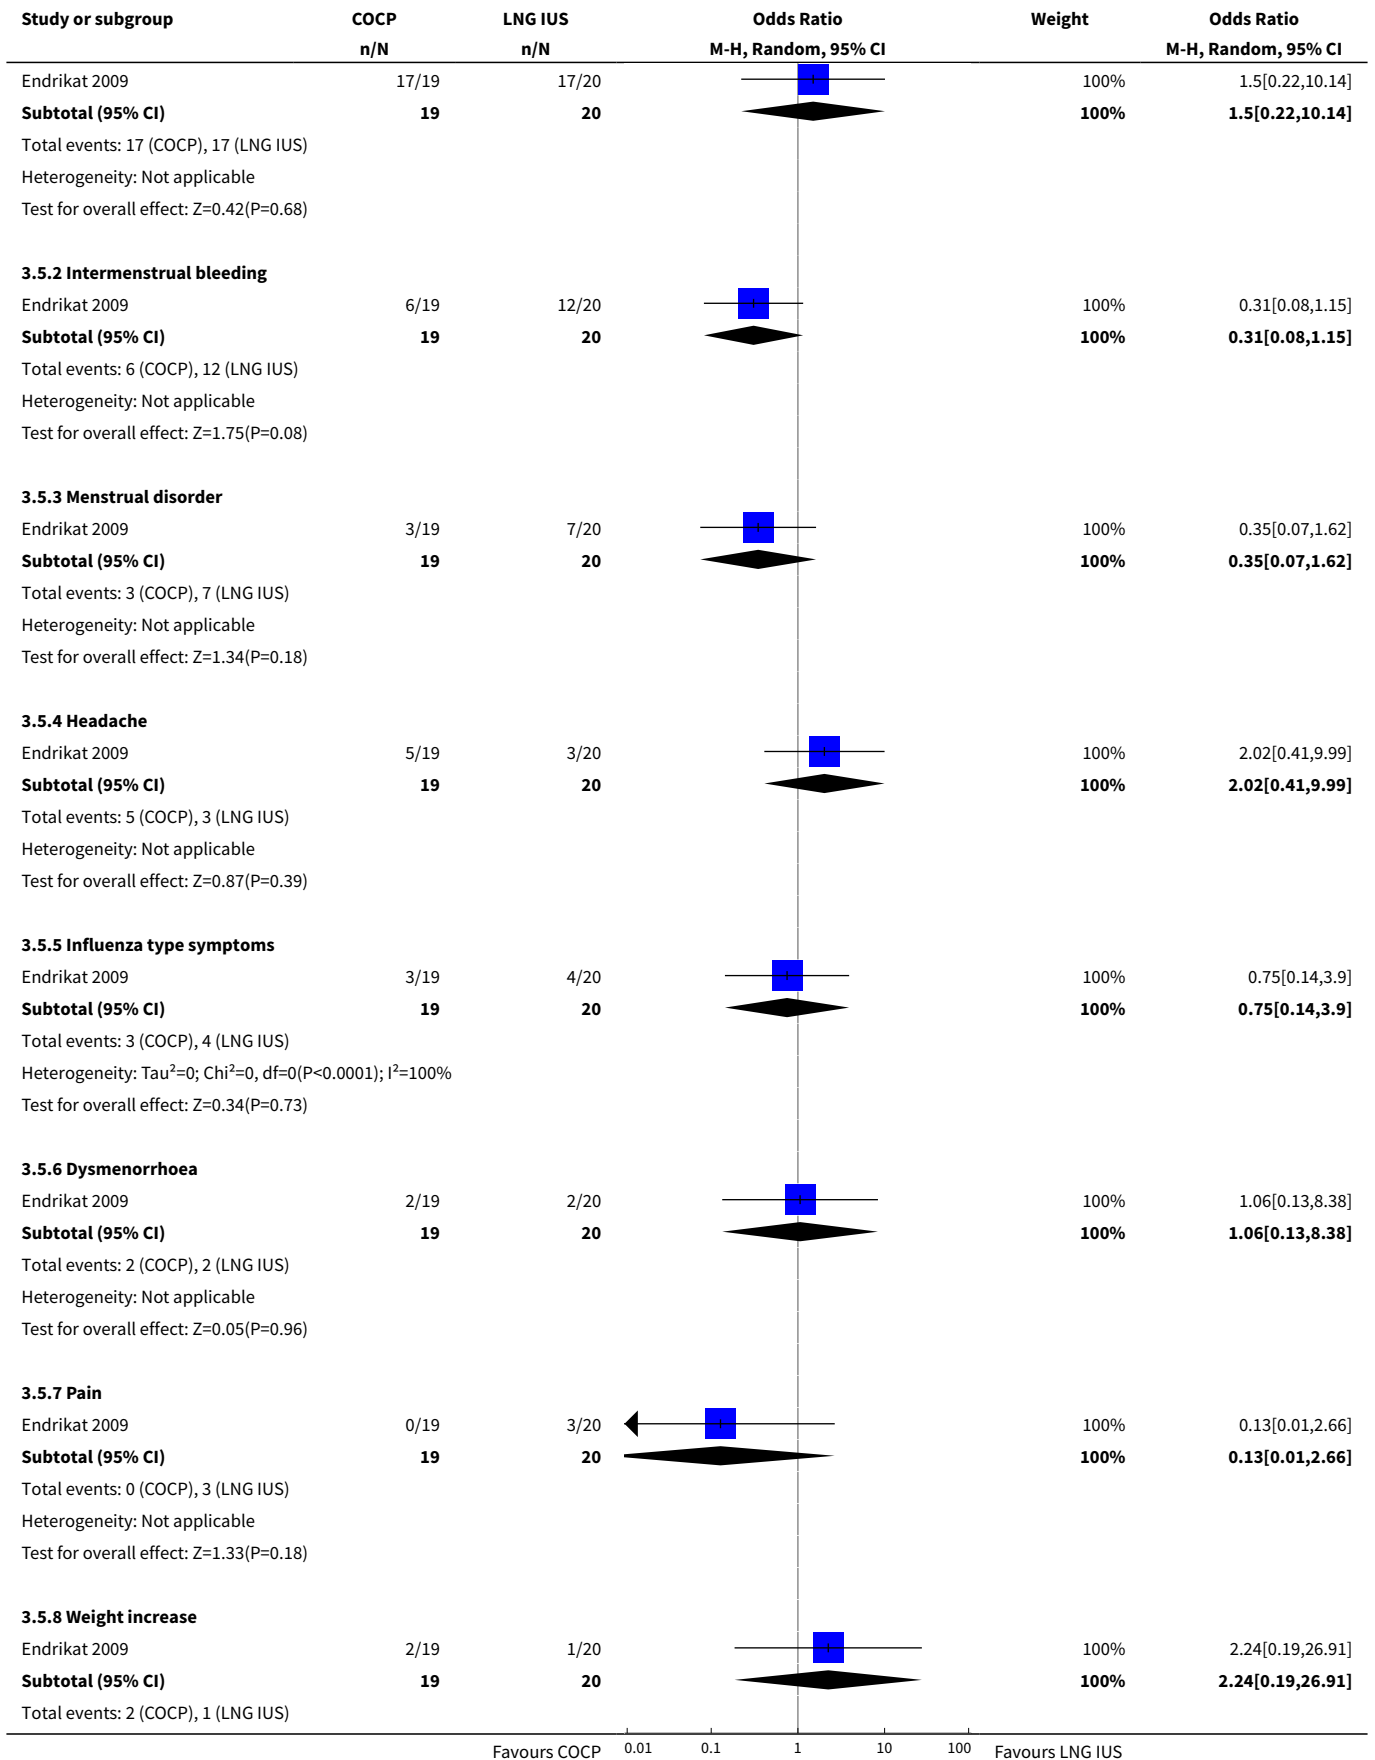 Study or subgroup COCP LNG IUS Odds Ratio Weight Odds Ratio
n/N n/N M-H, Random, 95% CI M-H, Random, 95% CI
Endrikat 2009 17/19 17/20 100% 1.5[0.22,10.14]
Subtotal (95% CI) 19 20 100% 1.5[0.22,10.14]
Total events: 17 (COCP), 17 (LNG IUS)
Heterogeneity: Not applicable
Test for overall effect: Z=0.42(P=0.68)
3.5.2 Intermenstrual bleeding
Endrikat 2009 6/19 12/20 100% 0.31[0.08,1.15]
Subtotal (95% CI) 19 20 100% 0.31[0.08,1.15]
Total events: 6 (COCP), 12 (LNG IUS)
Heterogeneity: Not applicable
Test for overall effect: Z=1.75(P=0.08)
3.5.3 Menstrual disorder
Endrikat 2009 3/19 7/20 100% 0.35[0.07,1.62]
Subtotal (95% CI) 19 20 100% 0.35[0.07,1.62]
Total events: 3 (COCP), 7 (LNG IUS)
Heterogeneity: Not applicable
Test for overall effect: Z=1.34(P=0.18)
3.5.4 Headache
Endrikat 2009 5/19 3/20 100% 2.02[0.41,9.99]
Subtotal (95% CI) 19 20 100% 2.02[0.41,9.99]
Total events: 5 (COCP), 3 (LNG IUS)
Heterogeneity: Not applicable
Test for overall effect: Z=0.87(P=0.39)
3.5.5 Influenza type symptoms
Endrikat 2009 3/19 4/20 100% 0.75[0.14,3.9]
Subtotal (95% CI) 19 20 100% 0.75[0.14,3.9]
Total events: 3 (COCP), 4 (LNG IUS)
Heterogeneity: Tau²=0; Chi²=0, df=0(P<0.0001); I²=100%
Test for overall effect: Z=0.34(P=0.73)
3.5.6 Dysmenorrhoea
Endrikat 2009 2/19 2/20 100% 1.06[0.13,8.38]
Subtotal (95% CI) 19 20 100% 1.06[0.13,8.38]
Total events: 2 (COCP), 2 (LNG IUS)
Heterogeneity: Not applicable
Test for overall effect: Z=0.05(P=0.96)
3.5.7 Pain
Endrikat 2009 0/19 3/20 100% 0.13[0.01,2.66]
Subtotal (95% CI) 19 20 100% 0.13[0.01,2.66]
Total events: 0 (COCP), 3 (LNG IUS)
Heterogeneity: Not applicable
Test for overall effect: Z=1.33(P=0.18)
3.5.8 Weight increase
Endrikat 2009 2/19 1/20 100% 2.24[0.19,26.91]
Subtotal (95% CI) 19 20 100% 2.24[0.19,26.91]
Total events: 2 (COCP), 1 (LNG IUS)
Favours COCP 0.01 0.1 1 10 100 Favours LNG IUS